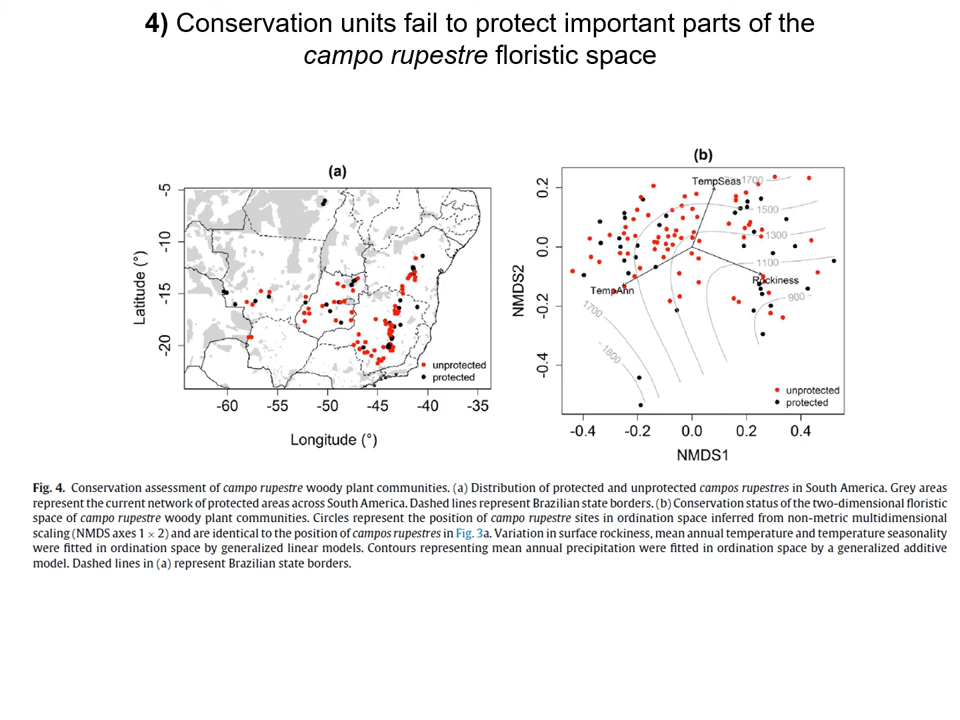 4) Conservation units fail to protect important parts of the
campo rupestre floristic space
(a)
-5
-10
-15
-20
Latitude (°)
-60 -55 -50 -45 -40 -35
Longitude (°)
unprotected
protected
(b)
0.2
0.0
-0.2
-0.4
NMDS2
-0.4 -0.2 0.0 0.2 0.4
NMDS1
TempSeas
1700
1500
1300
1100
Rockiness
900
TempAnn
1700
1800
unprotected
protected
Fig. 4. Conservation assessment of campo rupestre woody plant communities. (a) Distribution of protected and unprotected campos rupestres in South America. Grey areas
represent the current network of protected areas across South America. Dashed lines represent Brazilian state borders. (b) Conservation status of the two-dimensional floristic
space of campo rupestre woody plant communities. Circles represent the position of campo rupestre sites in ordination space inferred from non-metric multidimensional
scaling (NMDS axes 1 × 2) and are identical to the position of campos rupestres in Fig. 3a. Variation in surface rockiness, mean annual temperature and temperature seasonality
were fitted in ordination space by generalized linear models. Contours representing mean annual precipitation were fitted in ordination space by a generalized additive
model. Dashed lines in (a) represent Brazilian state borders.